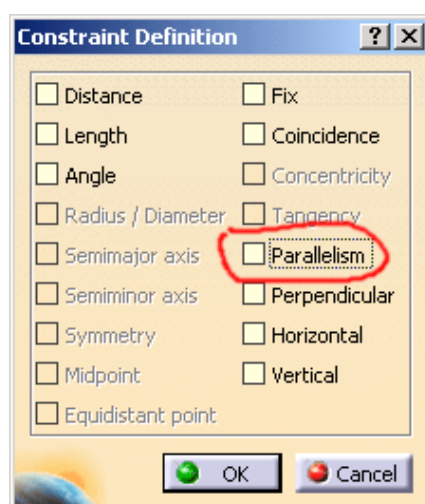 Constraint Definition ? X
Distance Fix
Length Coincidence
Angle Concentricity
Radius / Diameter Tangency
Semimajor axis Parallelism
Semiminor axis Perpendicular
Symmetry Horizontal
Midpoint Vertical
Equidistant point
OK Cancel